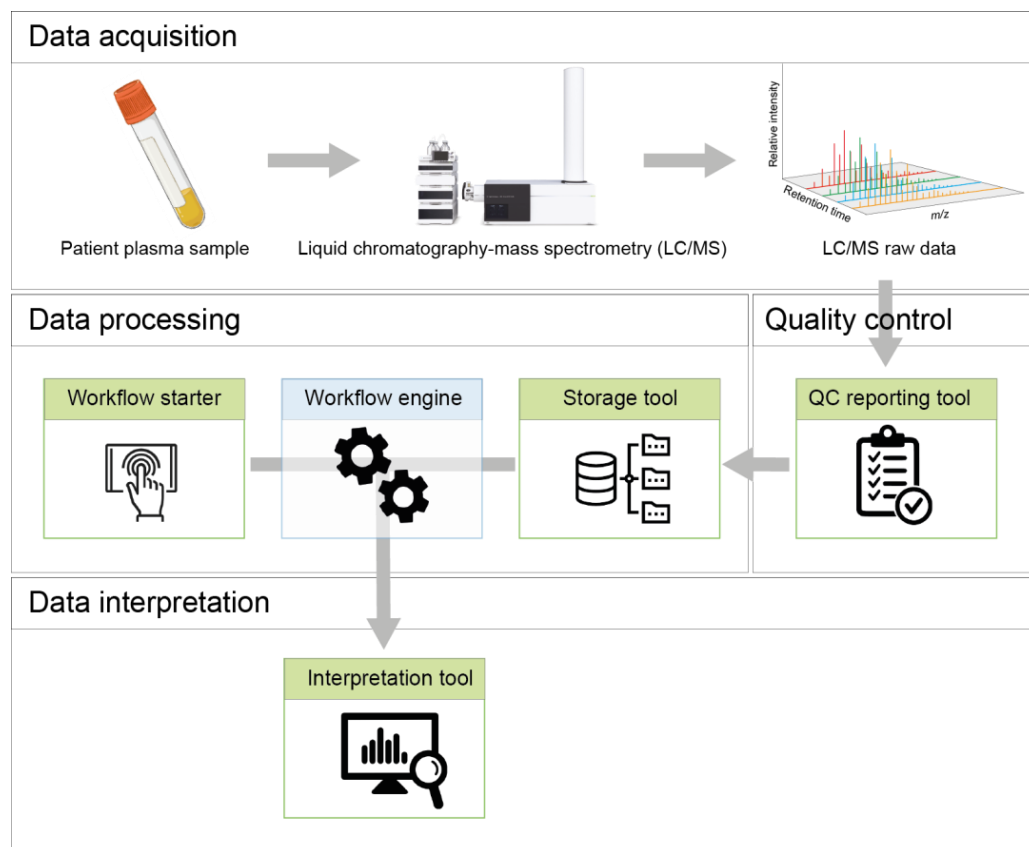 Data acquisition
Relative intensity
Retention time
m/z
Patient plasma sample
Liquid chromatography-mass spectrometry (LC/MS)
LC/MS raw data
Data processing
Quality control
Workflow starter
Workflow engine
Storage tool
QC reporting tool
Data interpretation
Interpretation tool